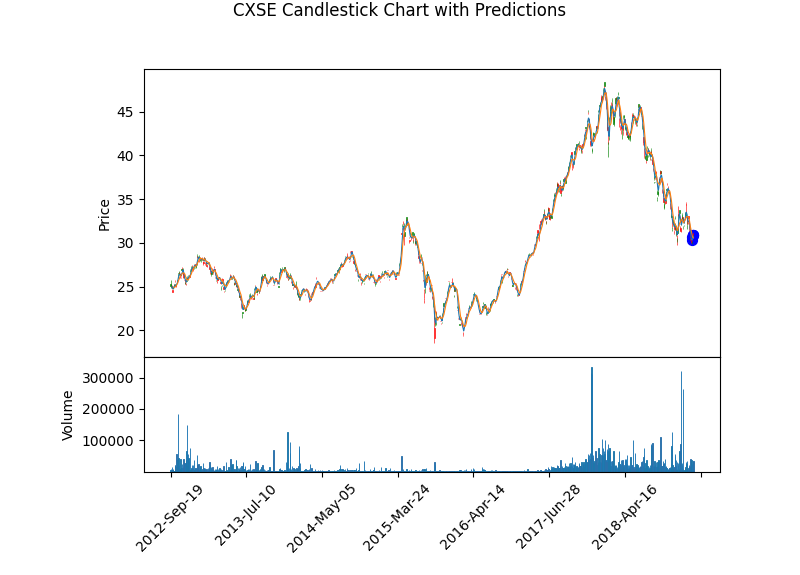 CXSE Candlestick Chart with Predictions
45
40
35
30
25
20
Price
300000
200000
100000
Volume
2012-Sep-19
2013-Jul-10
2014-May-05
2015-Mar-24
2016-Apr-14
2017-Jun-28
2018-Apr-16